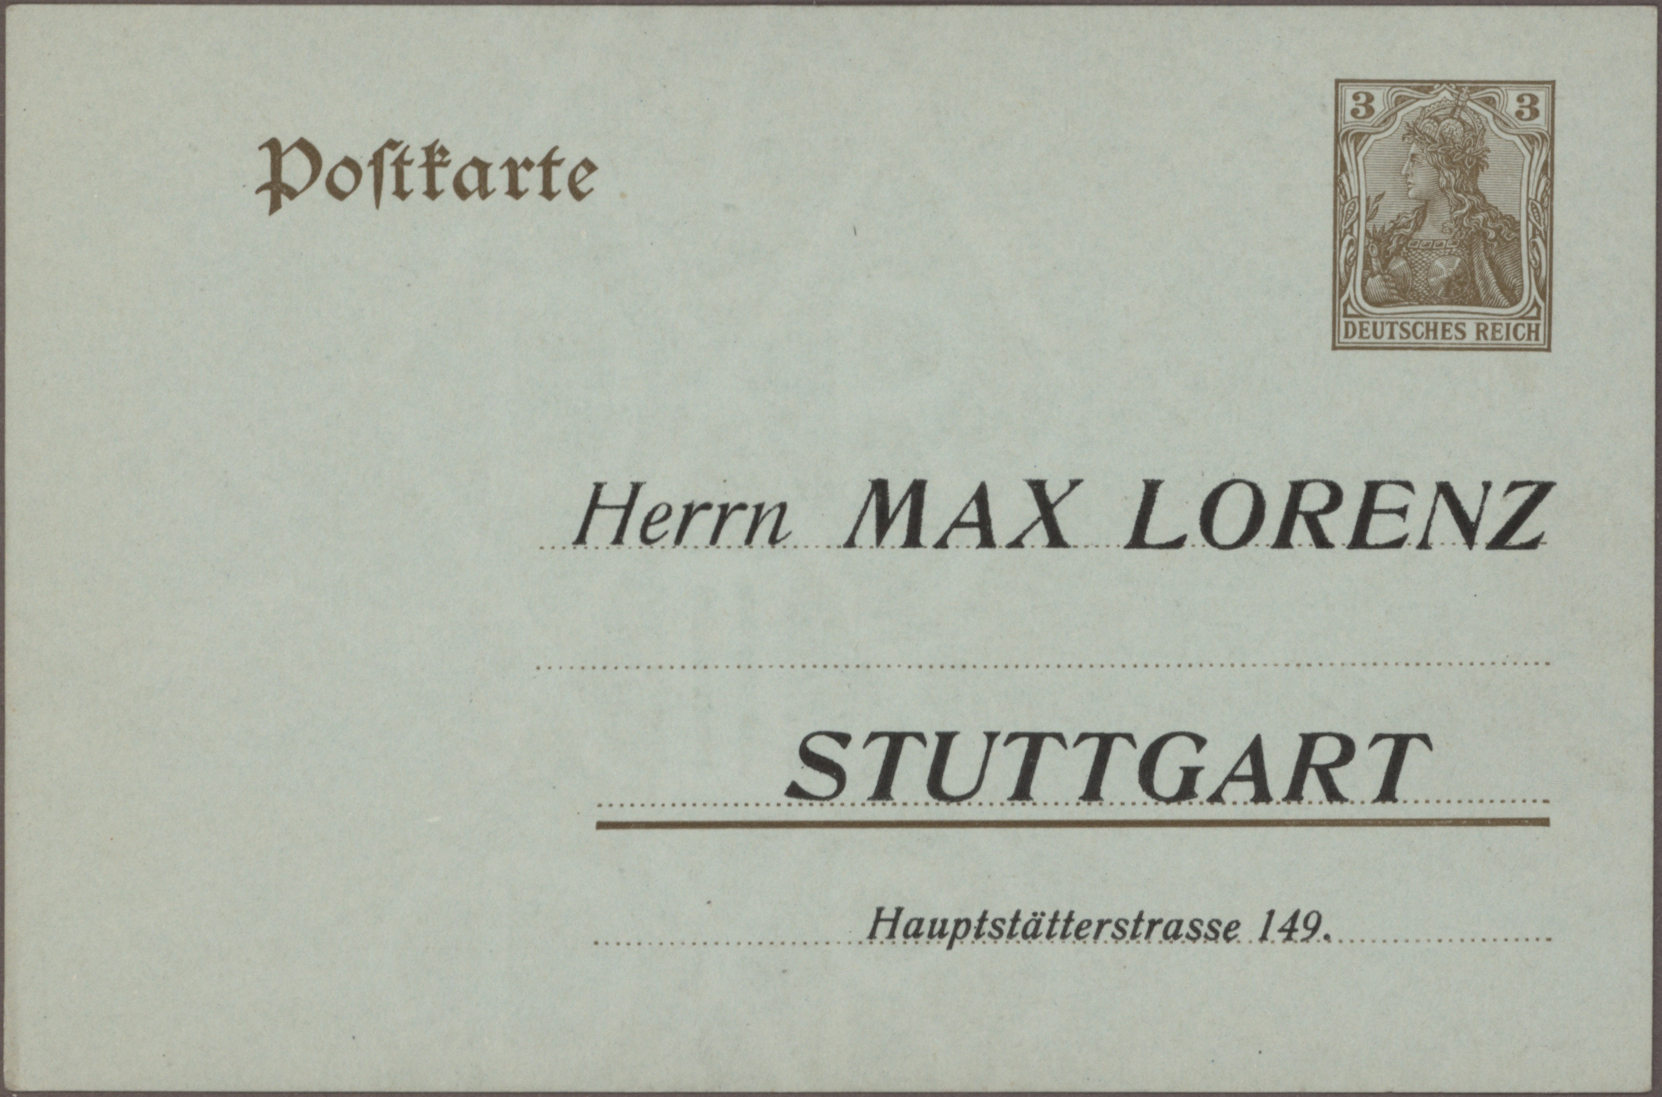 Poſtkarte
3 3
DEUTSCHES REICH
Herrn MAX LORENZ
STUTTGART
Hauptstätterstrasse 149.